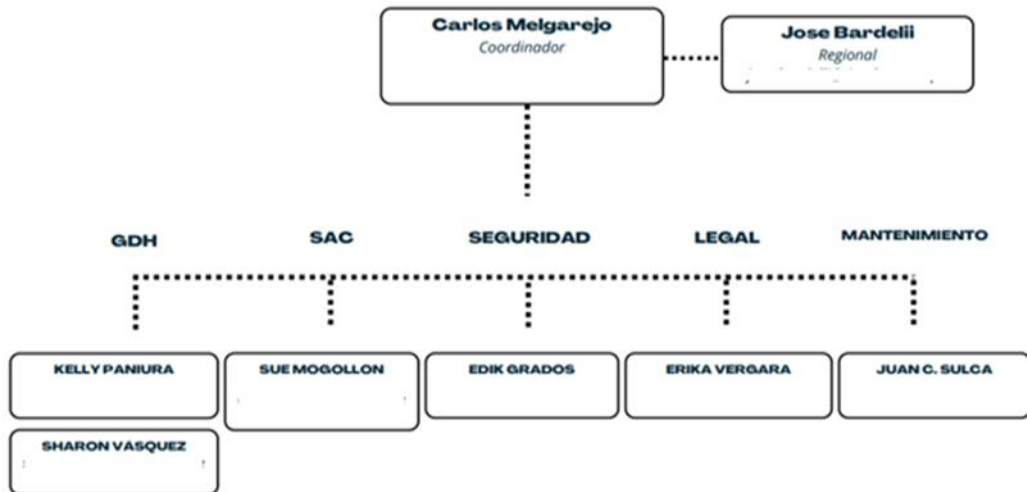 Carlos Melgarejo
Coordinador
Jose Bardelii
Regional
GDH
SAC
SEGURIDAD
LEGAL
MANTENIMIENTO
KELLY PANIURA
SUE MOGOLLON
EDIK GRADOS
ERIKA VERGARA
JUAN C. SULCA
SHARON VASQUEZ